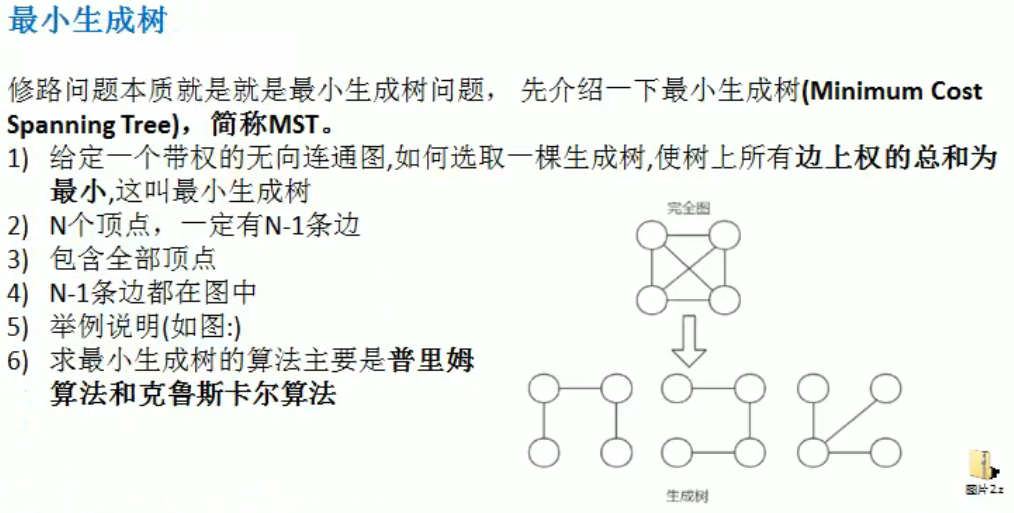 最小生成树
修路问题本质就是就是最小生成树问题， 先介绍一下最小生成树(Minimum Cost
Spanning Tree)，简称MST。
1) 给定一个带权的无向连通图,如何选取一棵生成树,使树上所有边上权的总和为
最小,这叫最小生成树
2) N个顶点，一定有N-1条边
3) 包含全部顶点
4) N-1条边都在图中
5) 举例说明(如图:)
6) 求最小生成树的算法主要是普里姆
算法和克鲁斯卡尔算法
完全图
生成树
图片2.z